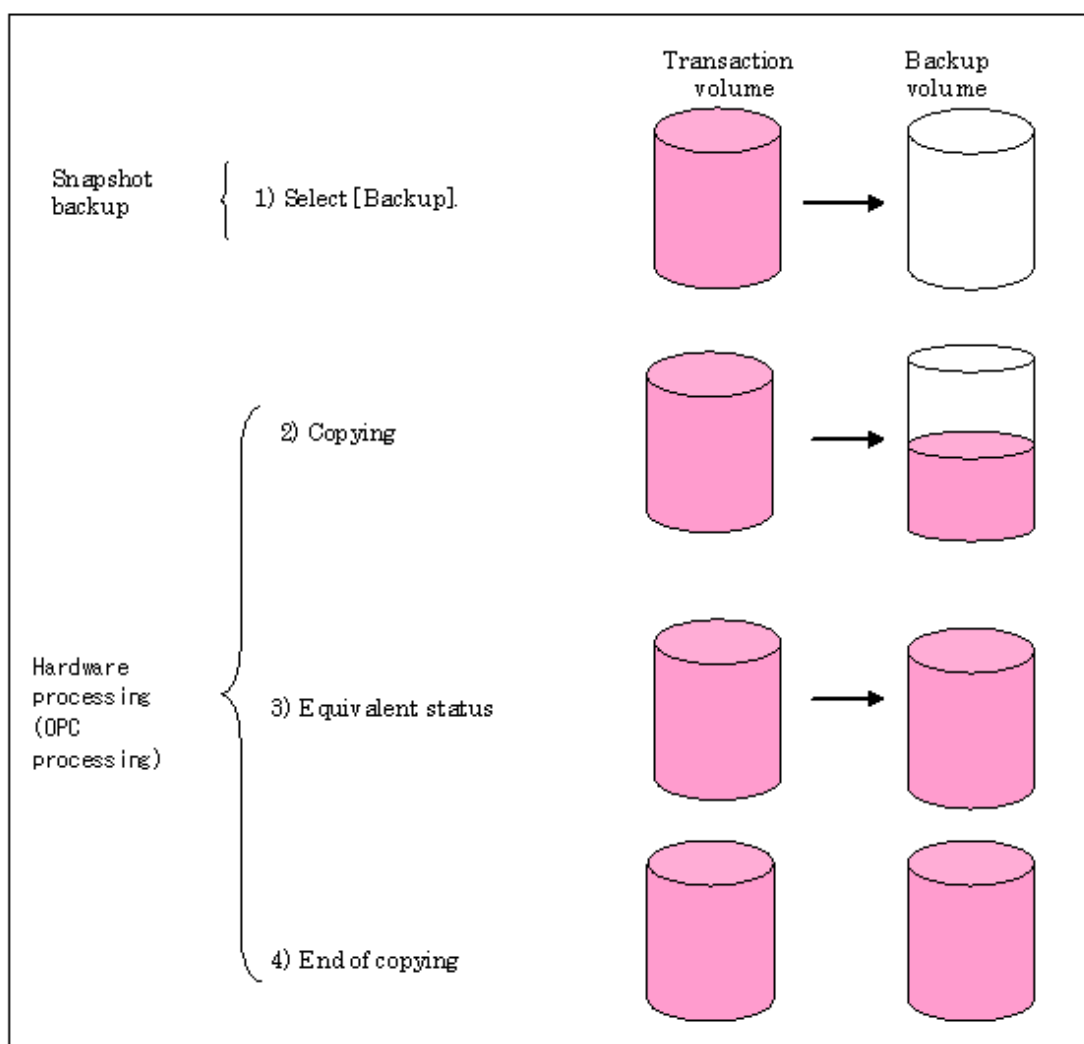 Transaction
volume
Backup
volume
Snapshot
backup
1) Select [Backup].
2) Copying
Hardware
processing
(OPC
processing)
3) Equivalent status
4) End of copying